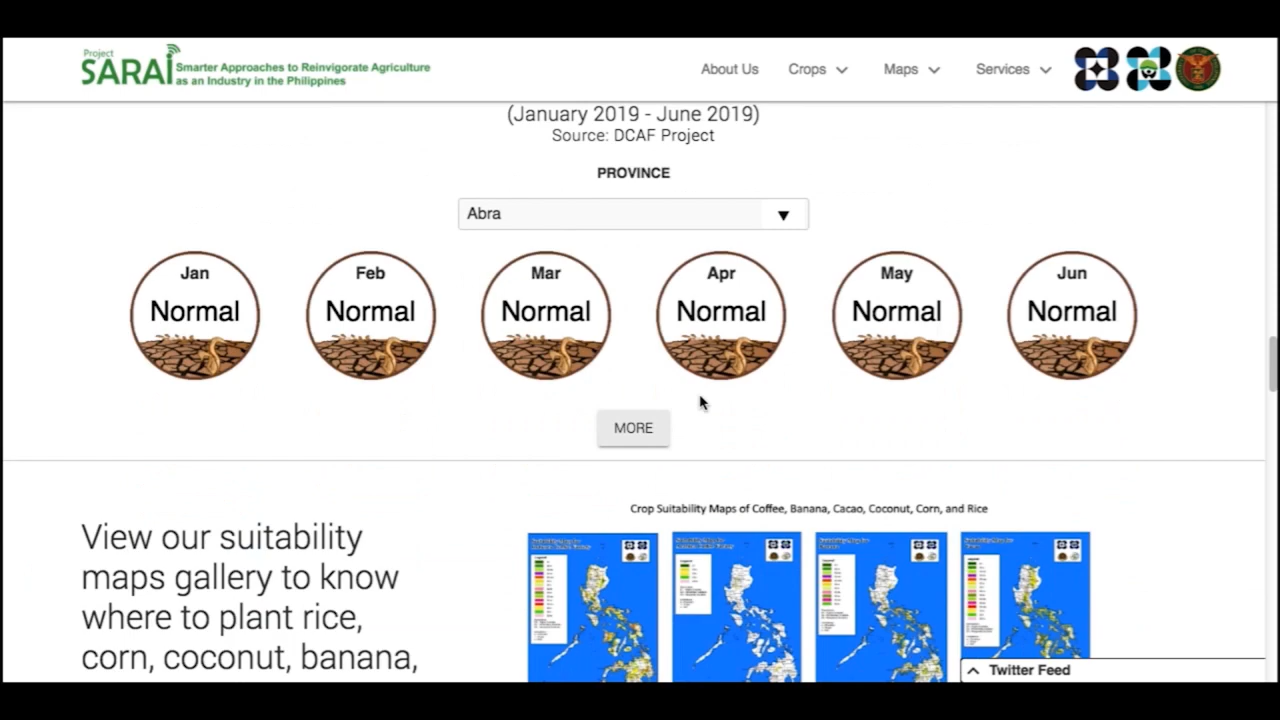 Project
SARAI
Smarter Approaches to Reinvigorate Agriculture
as an Industry in the Philippines
About Us
Crops
Maps
Services
(January 2019 - June 2019)
Source: DCAF Project
PROVINCE
Abra
Jan
Normal
Feb
Normal
Mar
Normal
Apr
Normal
May
Normal
Jun
Normal
MORE
View our suitability
maps gallery to know
where to plant rice,
corn, coconut, banana,
Crop Suitability Maps of Coffee, Banana, Cacao, Coconut, Corn, and Rice
Twitter Feed